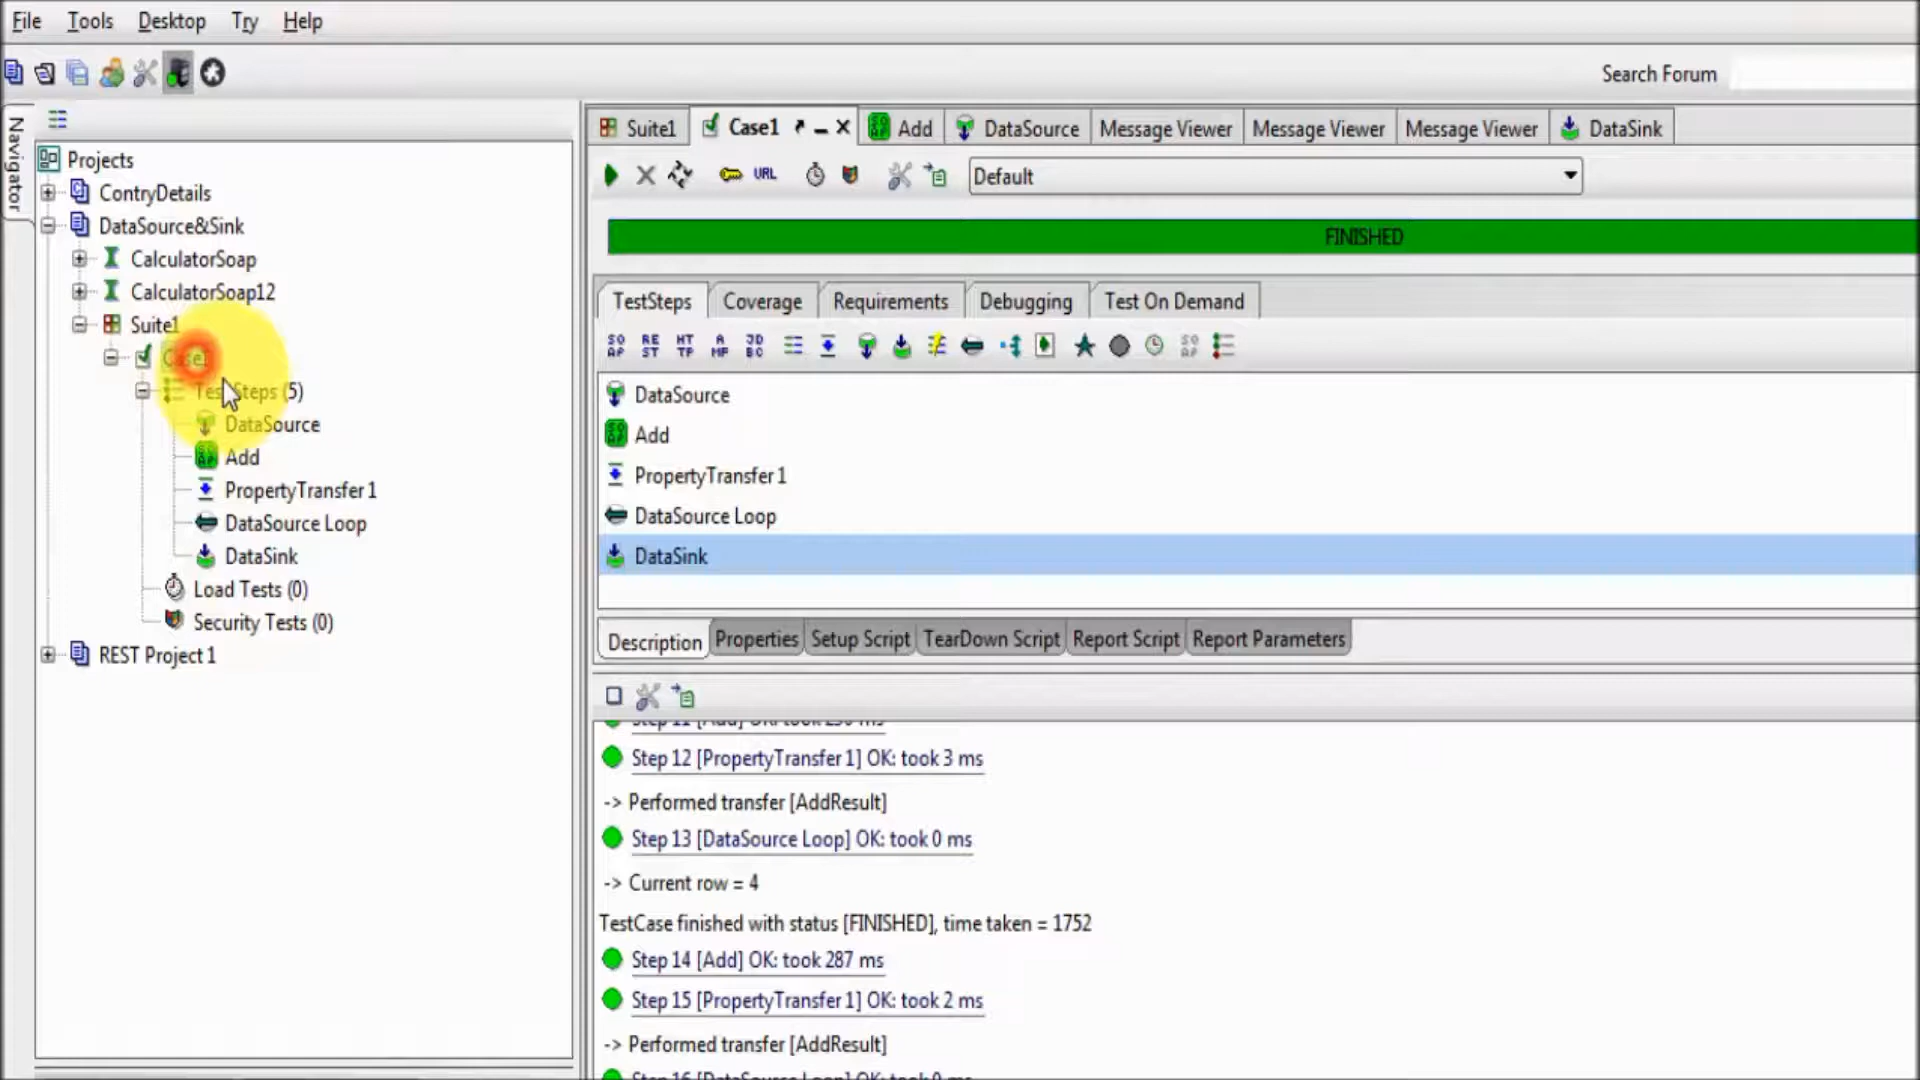 File Tools Desktop Try Help
Search Forum
Navigator
Projects
ContryDetails
DataSource&Sink
CalculatorSoap
CalculatorSoap12
Suite1
Case1
TestSteps (5)
DataSource
Add
PropertyTransfer 1
DataSource Loop
DataSink
Load Tests (0)
Security Tests (0)
REST Project 1
Suite1 Case1 Add DataSource Message Viewer Message Viewer Message Viewer DataSink
URL Default
FINISHED
TestSteps Coverage Requirements Debugging Test On Demand
DataSource
Add
PropertyTransfer 1
DataSource Loop
DataSink
Description Properties Setup Script TearDown Script Report Script Report Parameters
Step 12 [PropertyTransfer 1] OK: took 3 ms
-> Performed transfer [AddResult]
Step 13 [DataSource Loop] OK: took 0 ms
-> Current row = 4
TestCase finished with status [FINISHED], time taken = 1752
Step 14 [Add] OK: took 287 ms
Step 15 [PropertyTransfer 1] OK: took 2 ms
-> Performed transfer [AddResult]